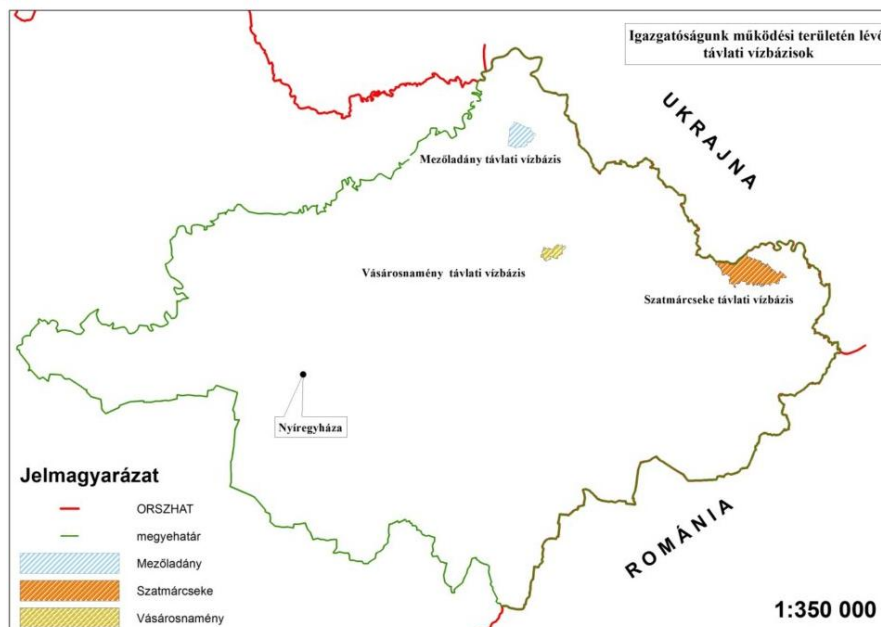 Igazgatóságunk működési területén lévő
távlati vízbázisok
UKRAJNA
Mezőladány távlati vízbázis
Vásárosnamény távlati vízbázis
Szatmárcseke távlati vízbázis
Nyíregyháza
ROMÁNIA
Jelmagyarázat
ORSZHAT
megyehatár
Mezőladány
Szatmárcseke
Vásárosnamény
1:350 000